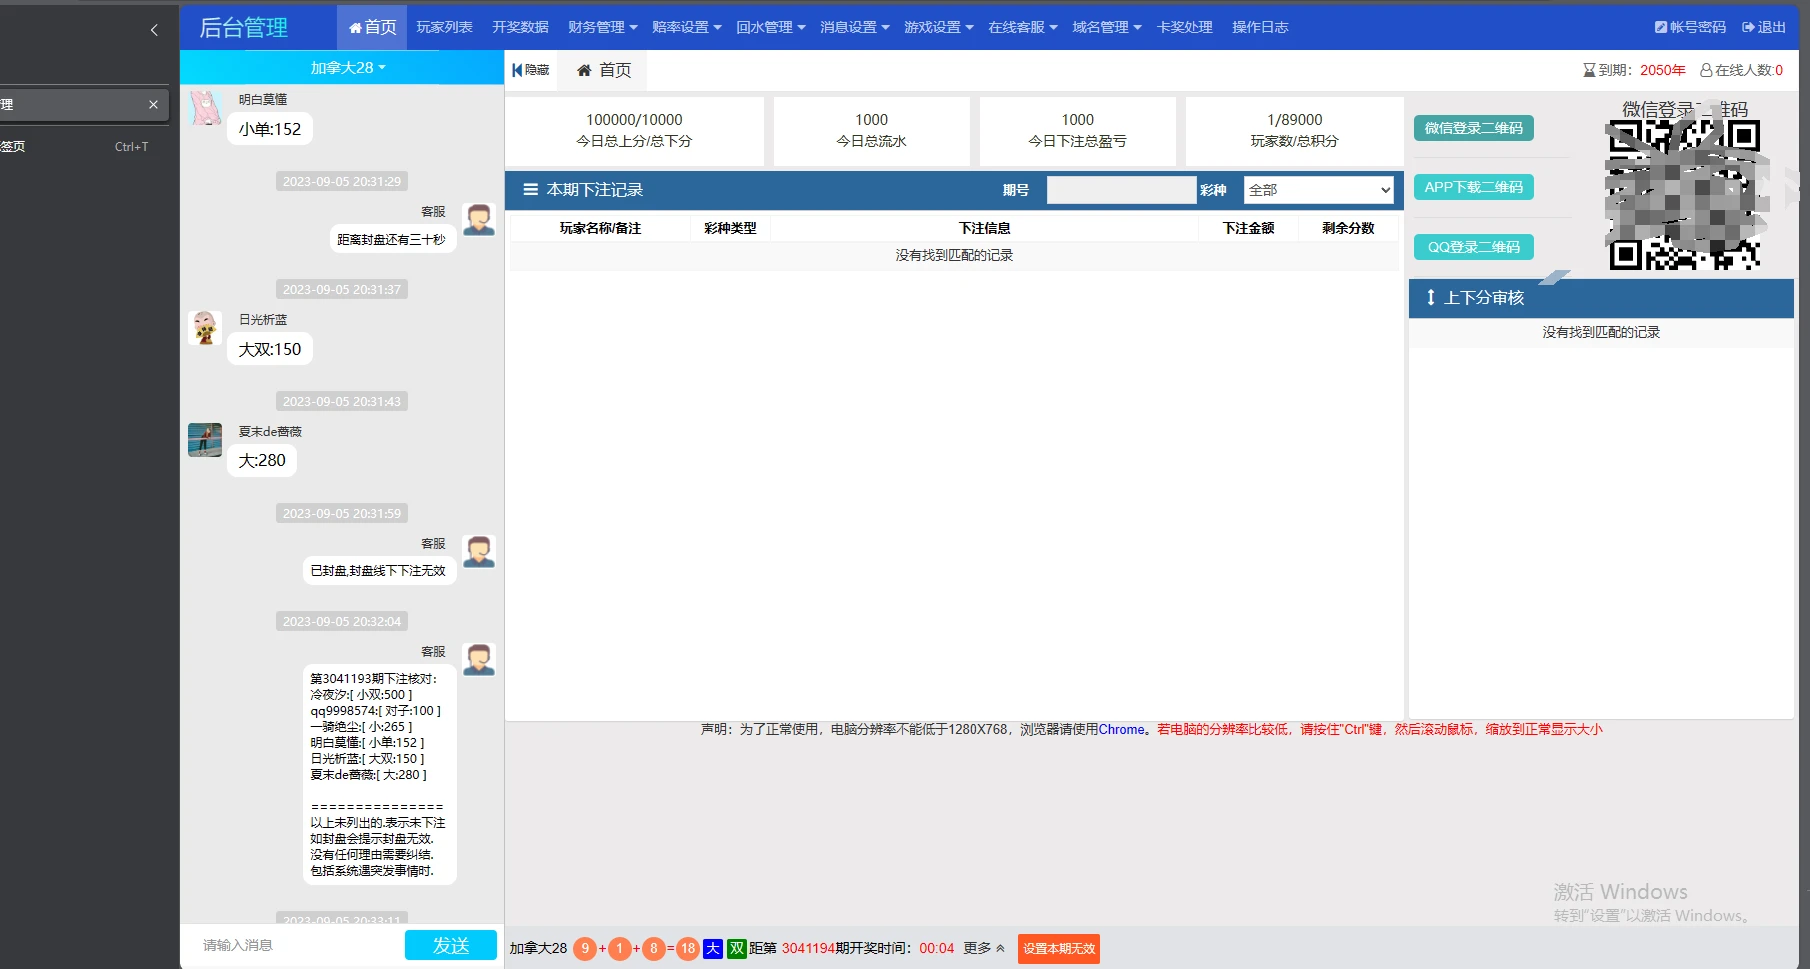 后台管理
首页
玩家列表
开奖数据
财务管理
赔率设置
回水管理
消息设置
游戏设置
在线客服
域名管理
卡奖处理
操作日志
帐号密码
退出
理
签页
Ctrl+T
加拿大28
隐藏
首页
到期：2050年
在线人数:0
明白莫懂
小单:152
2023-09-05 20:31:29
客服
距离封盘还有三十秒
2023-09-05 20:31:37
日光析蓝
大双:150
2023-09-05 20:31:43
夏末de蔷薇
大:280
2023-09-05 20:31:59
客服
已封盘,封盘线下下注无效
2023-09-05 20:32:04
客服
第3041193期下注核对：
冷夜汐:[ 小双:500 ]
qq9998574:[ 对子:100 ]
一骑绝尘:[ 小:265 ]
明白莫懂:[ 小单:152 ]
日光析蓝:[ 大双:150 ]
夏末de蔷薇:[ 大:280 ]
===============
以上未列出的.表示未下注
如封盘会提示封盘无效.
没有任何理由需要纠结.
包括系统遇突发事情时.
2023-09-05 20:33:11
请输入消息
发送
100000/10000
今日总上分/总下分
1000
今日总流水
1000
今日下注总盈亏
1/89000
玩家数/总积分
本期下注记录
期号
彩种
全部
玩家名称/备注
彩种类型
下注信息
下注金额
剩余分数
没有找到匹配的记录
微信登录二维码
APP下载二维码
QQ登录二维码
微信登录二维码
上下分审核
没有找到匹配的记录
声明：为了正常使用，电脑分辨率不能低于1280X768，浏览器请使用Chrome。若电脑的分辨率比较低，请按住"Ctrl"键，然后滚动鼠标，缩放到正常显示大小
激活 Windows
转到"设置"以激活 Windows。
加拿大28 9+1+8=18 大 双 距第 3041194期开奖时间：00:04 更多
设置本期无效